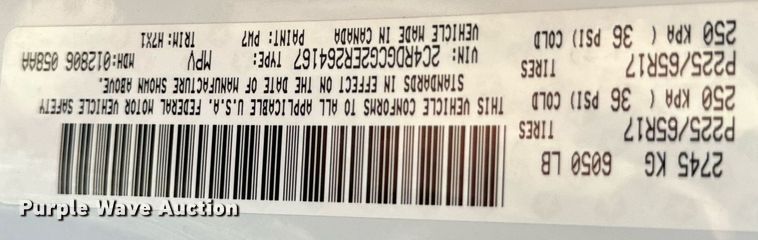 2745 KG 6050 LB
P225/65R17 TIRES
250 KPA ( 36 PSI) COLD
P225/65R17 TIRES
250 KPA ( 36 PSI) COLD
THIS VEHICLE CONFORMS TO ALL APPLICABLE U.S.A. FEDERAL MOTOR VEHICLE SAFETY
STANDARDS IN EFFECT ON THE DATE OF MANUFACTURE SHOWN ABOVE.
VIN: 2C4RDGCG2ER264167 TYPE: MPV MDH:012806 058AA
VEHICLE MADE IN CANADA PAINT: PW7 TRIM: H7X1
Purple Wave Auction